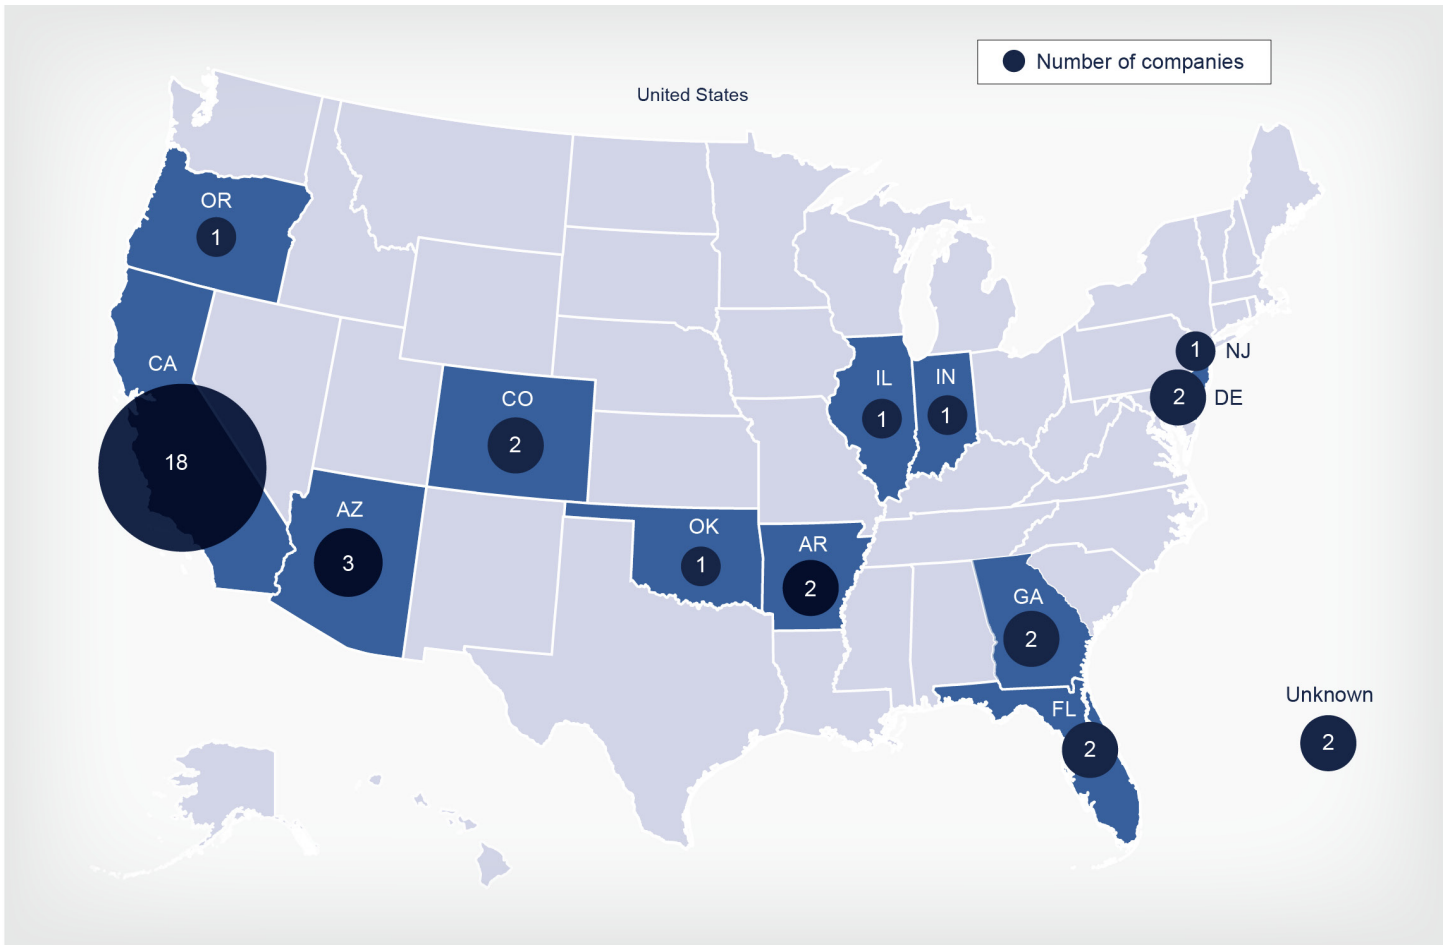 Number of companies
United States
OR
1
CA
18
CO
2
AZ
3
OK
1
AR
2
IL
1
IN
1
1 NJ
2 DE
GA
2
FL
2
Unknown
2